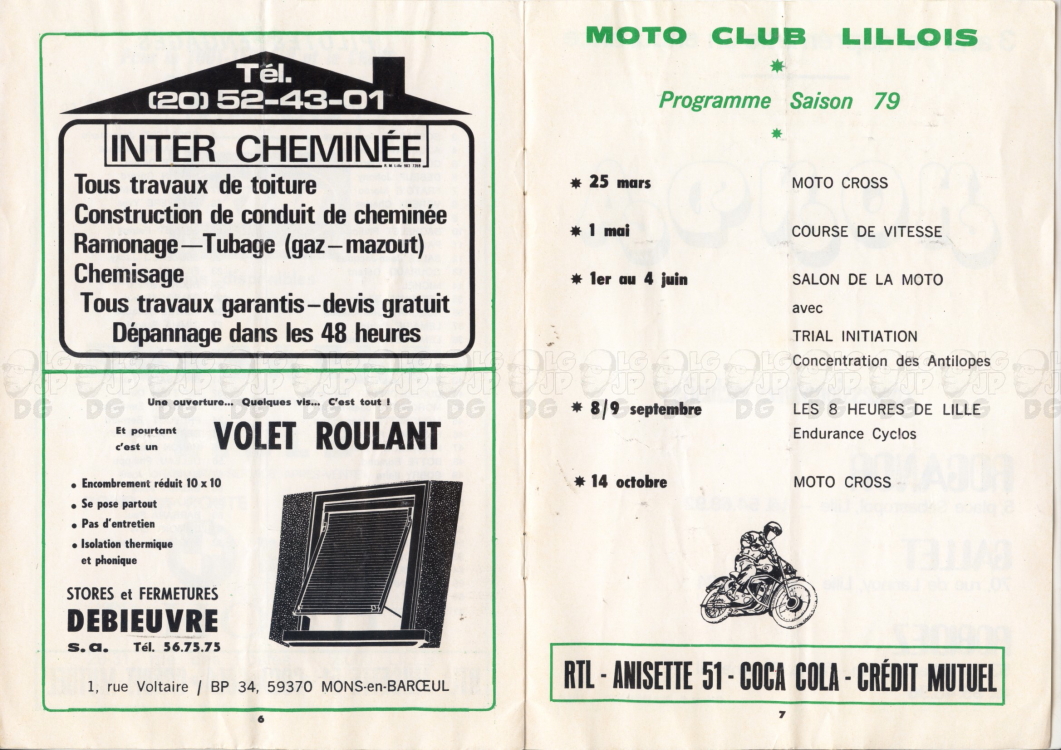 Tél.
(20) 52-43-01
INTER CHEMINÉE
Tous travaux de toiture
Construction de conduit de cheminée
Ramonage—Tubage (gaz–mazout)
Chemisage
Tous travaux garantis–devis gratuit
Dépannage dans les 48 heures
Une ouverture... Quelques vis... C'est tout !
Et pourtant
c'est un
VOLET ROULANT
• Encombrement réduit 10 x 10
• Se pose partout
• Pas d'entretien
• Isolation thermique
et phonique
STORES et FERMETURES
DEBIEUVRE
s.a. Tél. 56.75.75
1, rue Voltaire / BP 34, 59370 MONS-en-BARŒUL
6
MOTO CLUB LILLOIS
Programme Saison 79
* 25 mars MOTO CROSS
* 1 mai COURSE DE VITESSE
* 1er au 4 juin SALON DE LA MOTO
avec
TRIAL INITIATION
Concentration des Antilopes
* 8/9 septembre LES 8 HEURES DE LILLE
Endurance Cyclos
* 14 octobre MOTO CROSS
RTL - ANISETTE 51 - COCA COLA - CRÉDIT MUTUEL
7